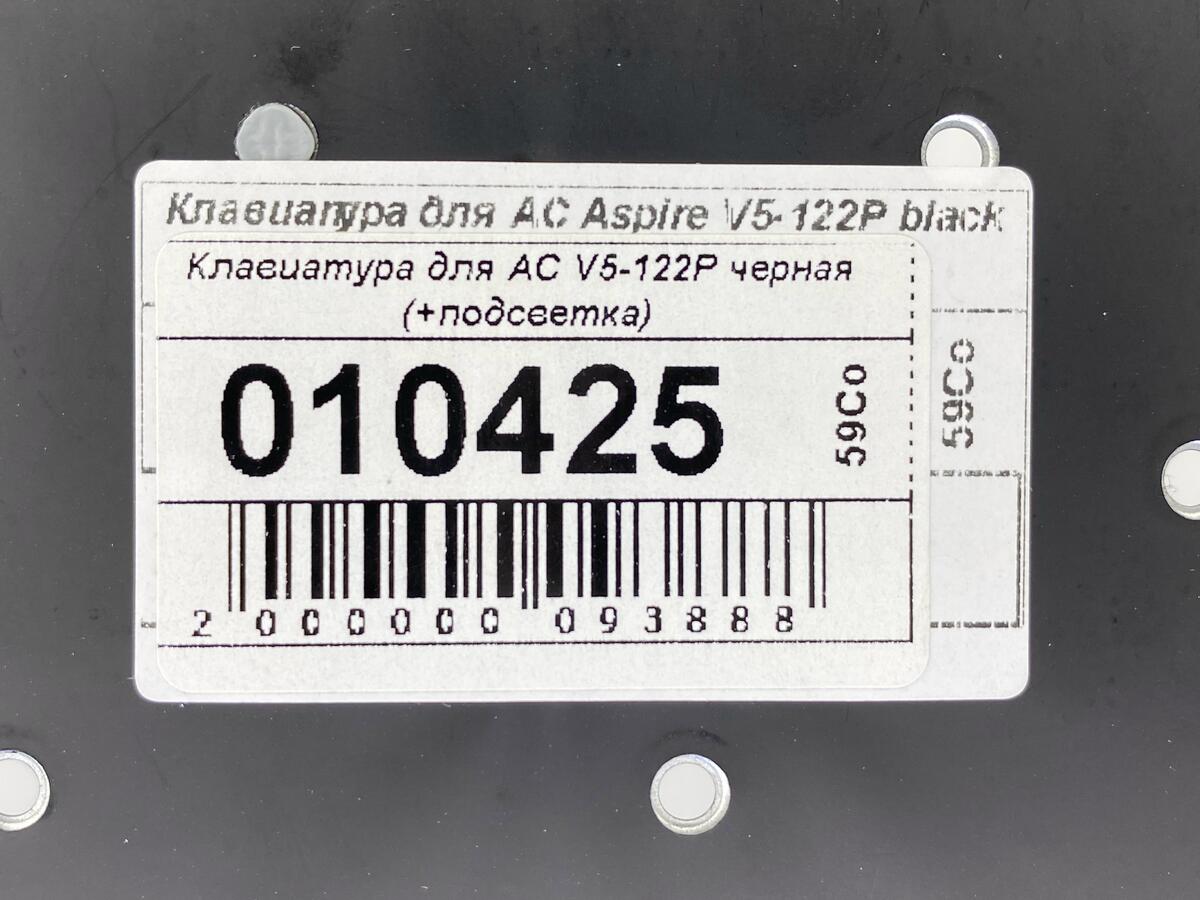 Клавиатура для AC Aspire V5-122P black
Клавиатура для AC V5-122P черная
(+подсветка)
010425
59Co
59Co
2 000000 093888